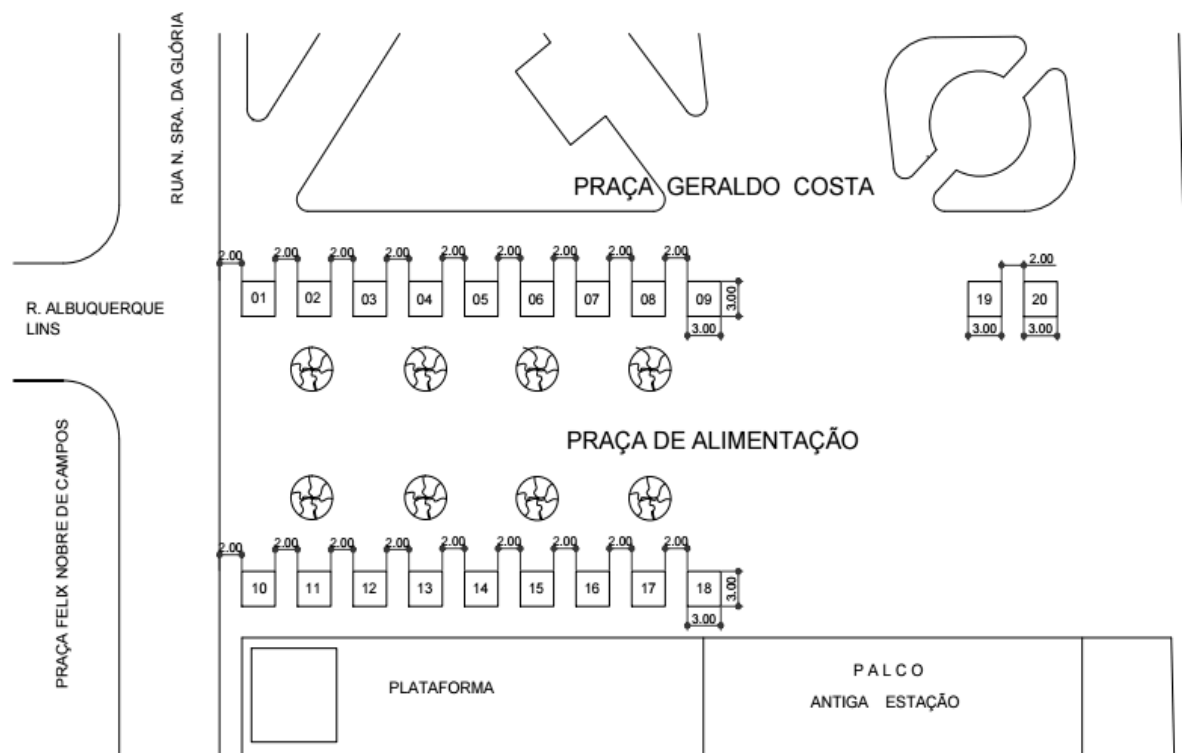 RUA N. SRA. DA GLÓRIA
PRAÇA GERALDO COSTA
2.00 2.00 2.00 2.00 2.00 2.00 2.00 2.00 2.00
2.00
01 02 03 04 05 06 07 08 09
3.00
19 20
R. ALBUQUERQUE
LINS
3.00
3.00 3.00
PRAÇA DE ALIMENTAÇÃO
PRAÇA FELIX NOBRE DE CAMPOS
2.00 2.00 2.00 2.00 2.00 2.00 2.00 2.00 2.00
10 11 12 13 14 15 16 17 18
3.00
3.00
PLATAFORMA
PALCO
ANTIGA ESTAÇÃO